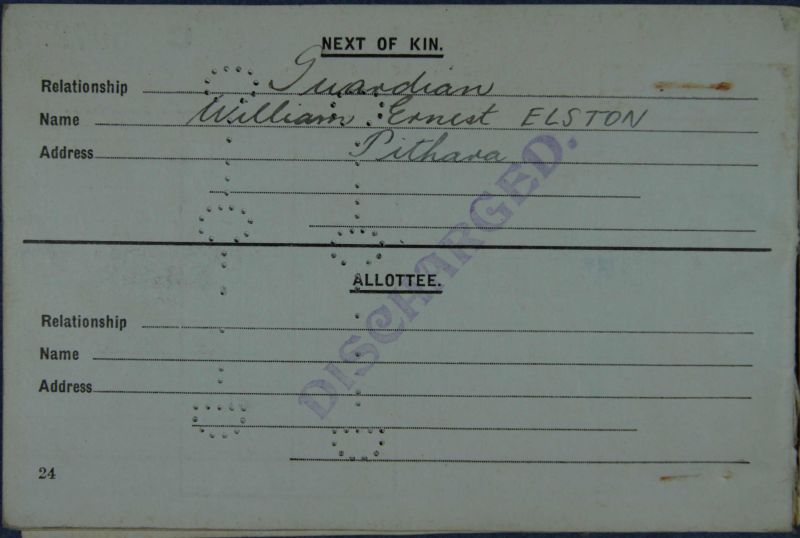 NEXT OF KIN.
Relationship Guardian
Name William Ernest ELSTON
Address Pithara
DISCHARGED.
ALLOTTEE.
Relationship
Name
Address
24